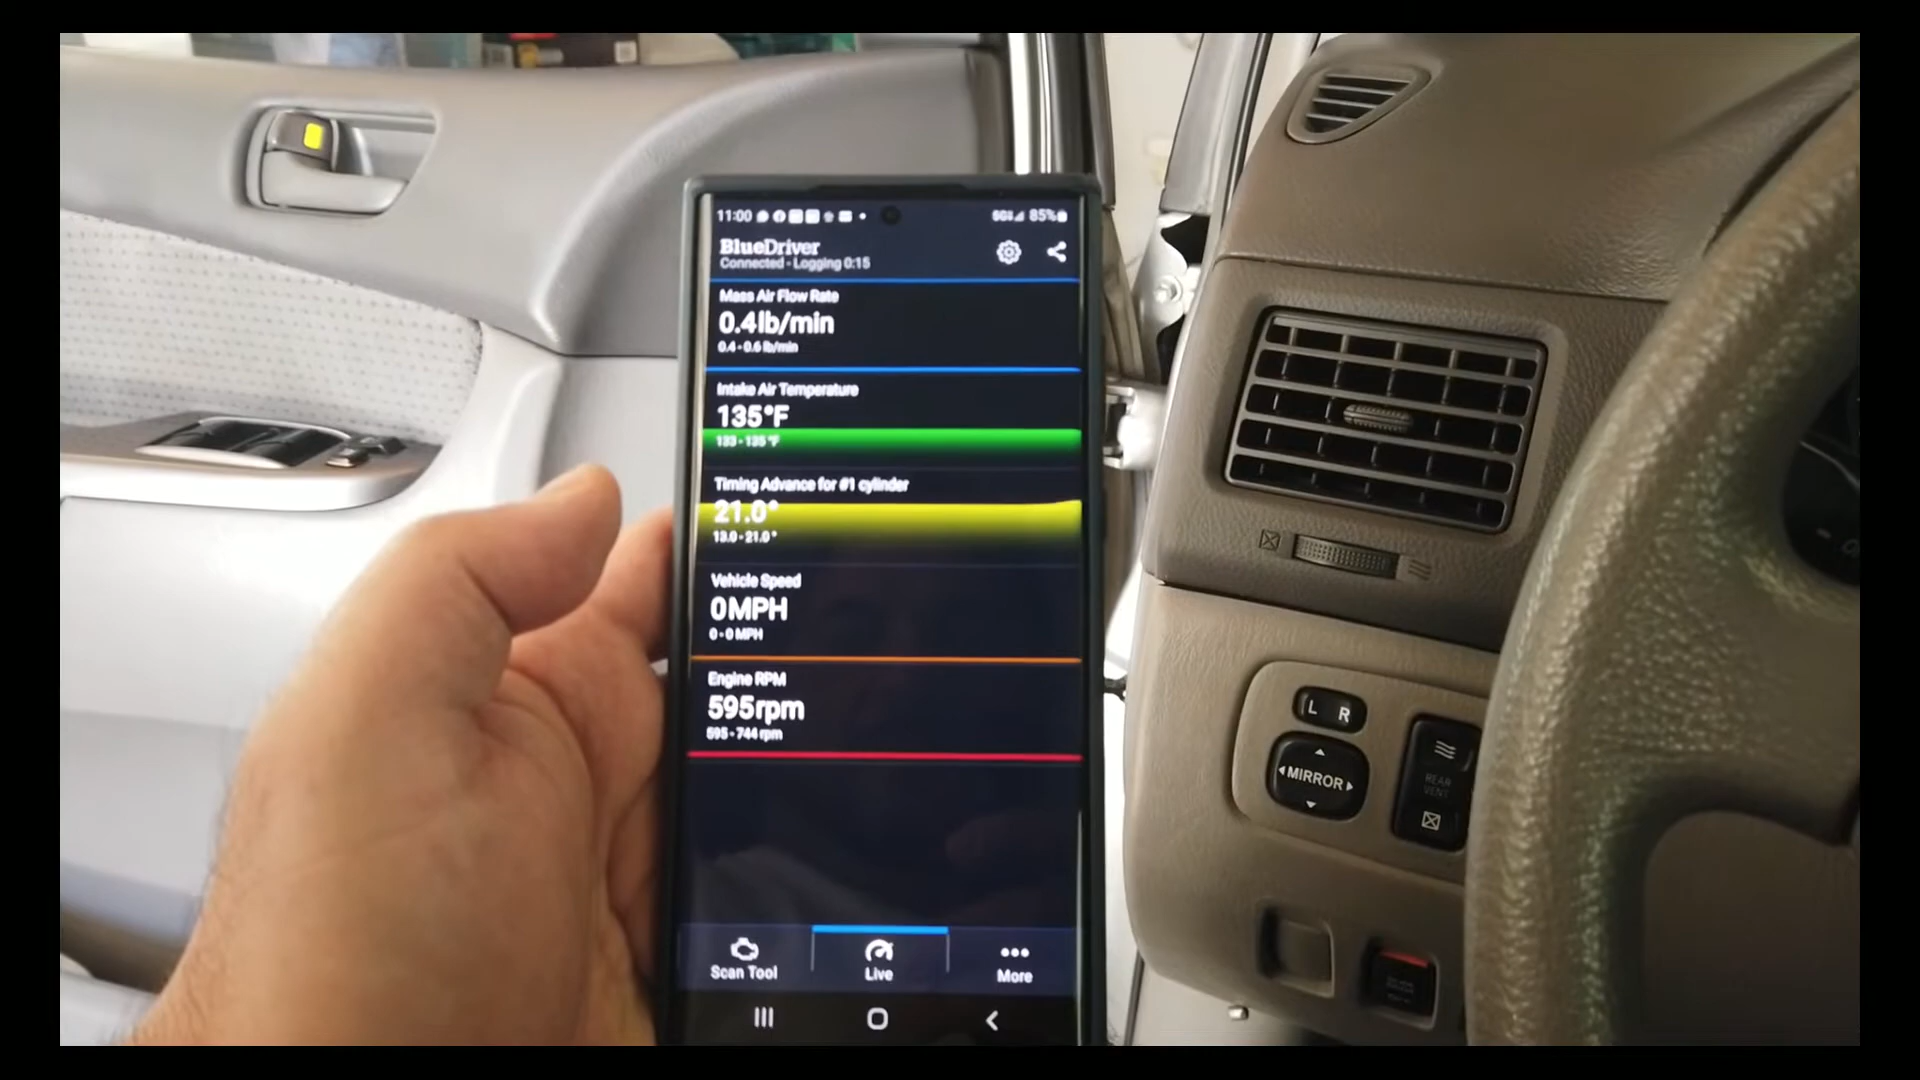 11:00
85%
BlueDriver
Connected - Logging 0:15
Mass Air Flow Rate
0.4lb/min
0.4 - 0.6 lb/min
Intake Air Temperature
135°F
133 - 135 °F
Timing Advance for #1 cylinder
21.0°
13.0 - 21.0 °
Vehicle Speed
0MPH
0 - 0 MPH
Engine RPM
595rpm
595 - 744 rpm
Scan Tool
Live
More
L R
MIRROR
REAR
VENT